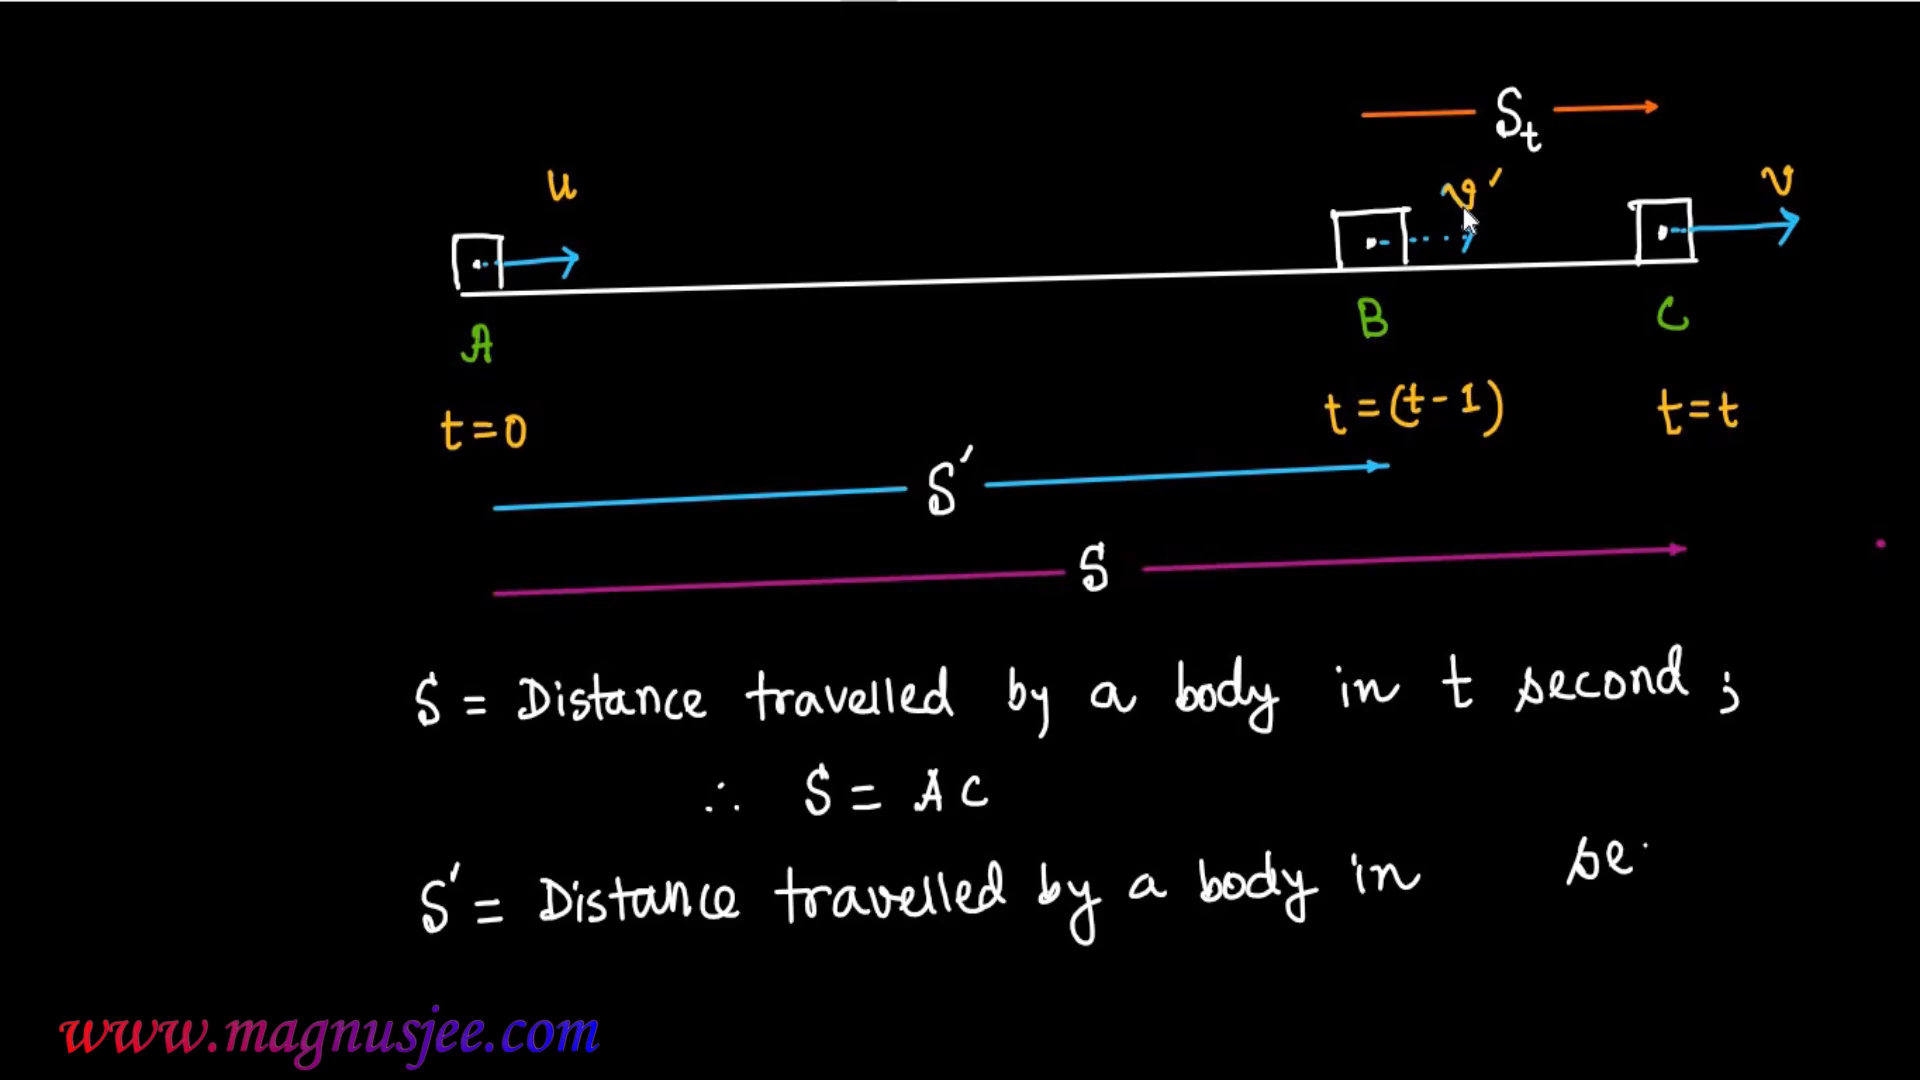 S_t
u
v'
v
A
B
C
t=0
t=(t-1)
t=t
S'
S
S = Distance travelled by a body in t second ;
∴ S = AC
S' = Distance travelled by a body in se
www.magnusjee.com